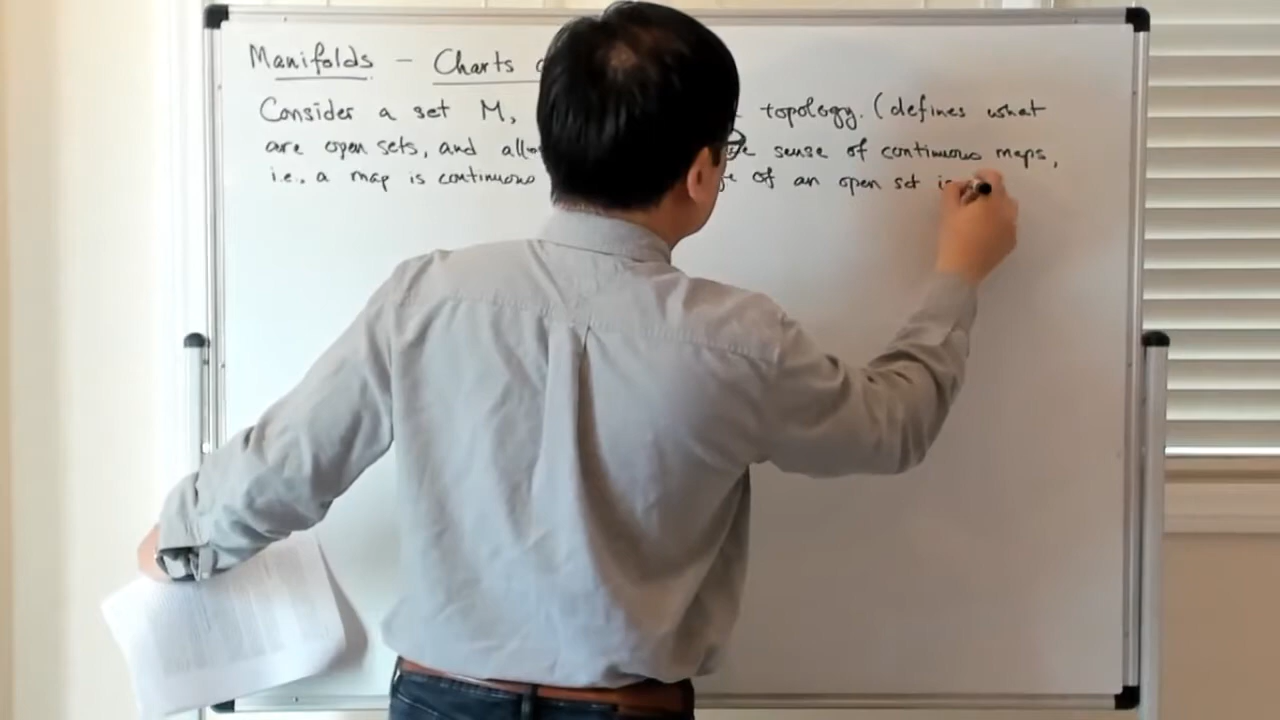 Manifolds - Charts
Consider a set M, topology. (defines what
are open sets, and sense of continuous maps,
i.e., a map is continuous of an open set